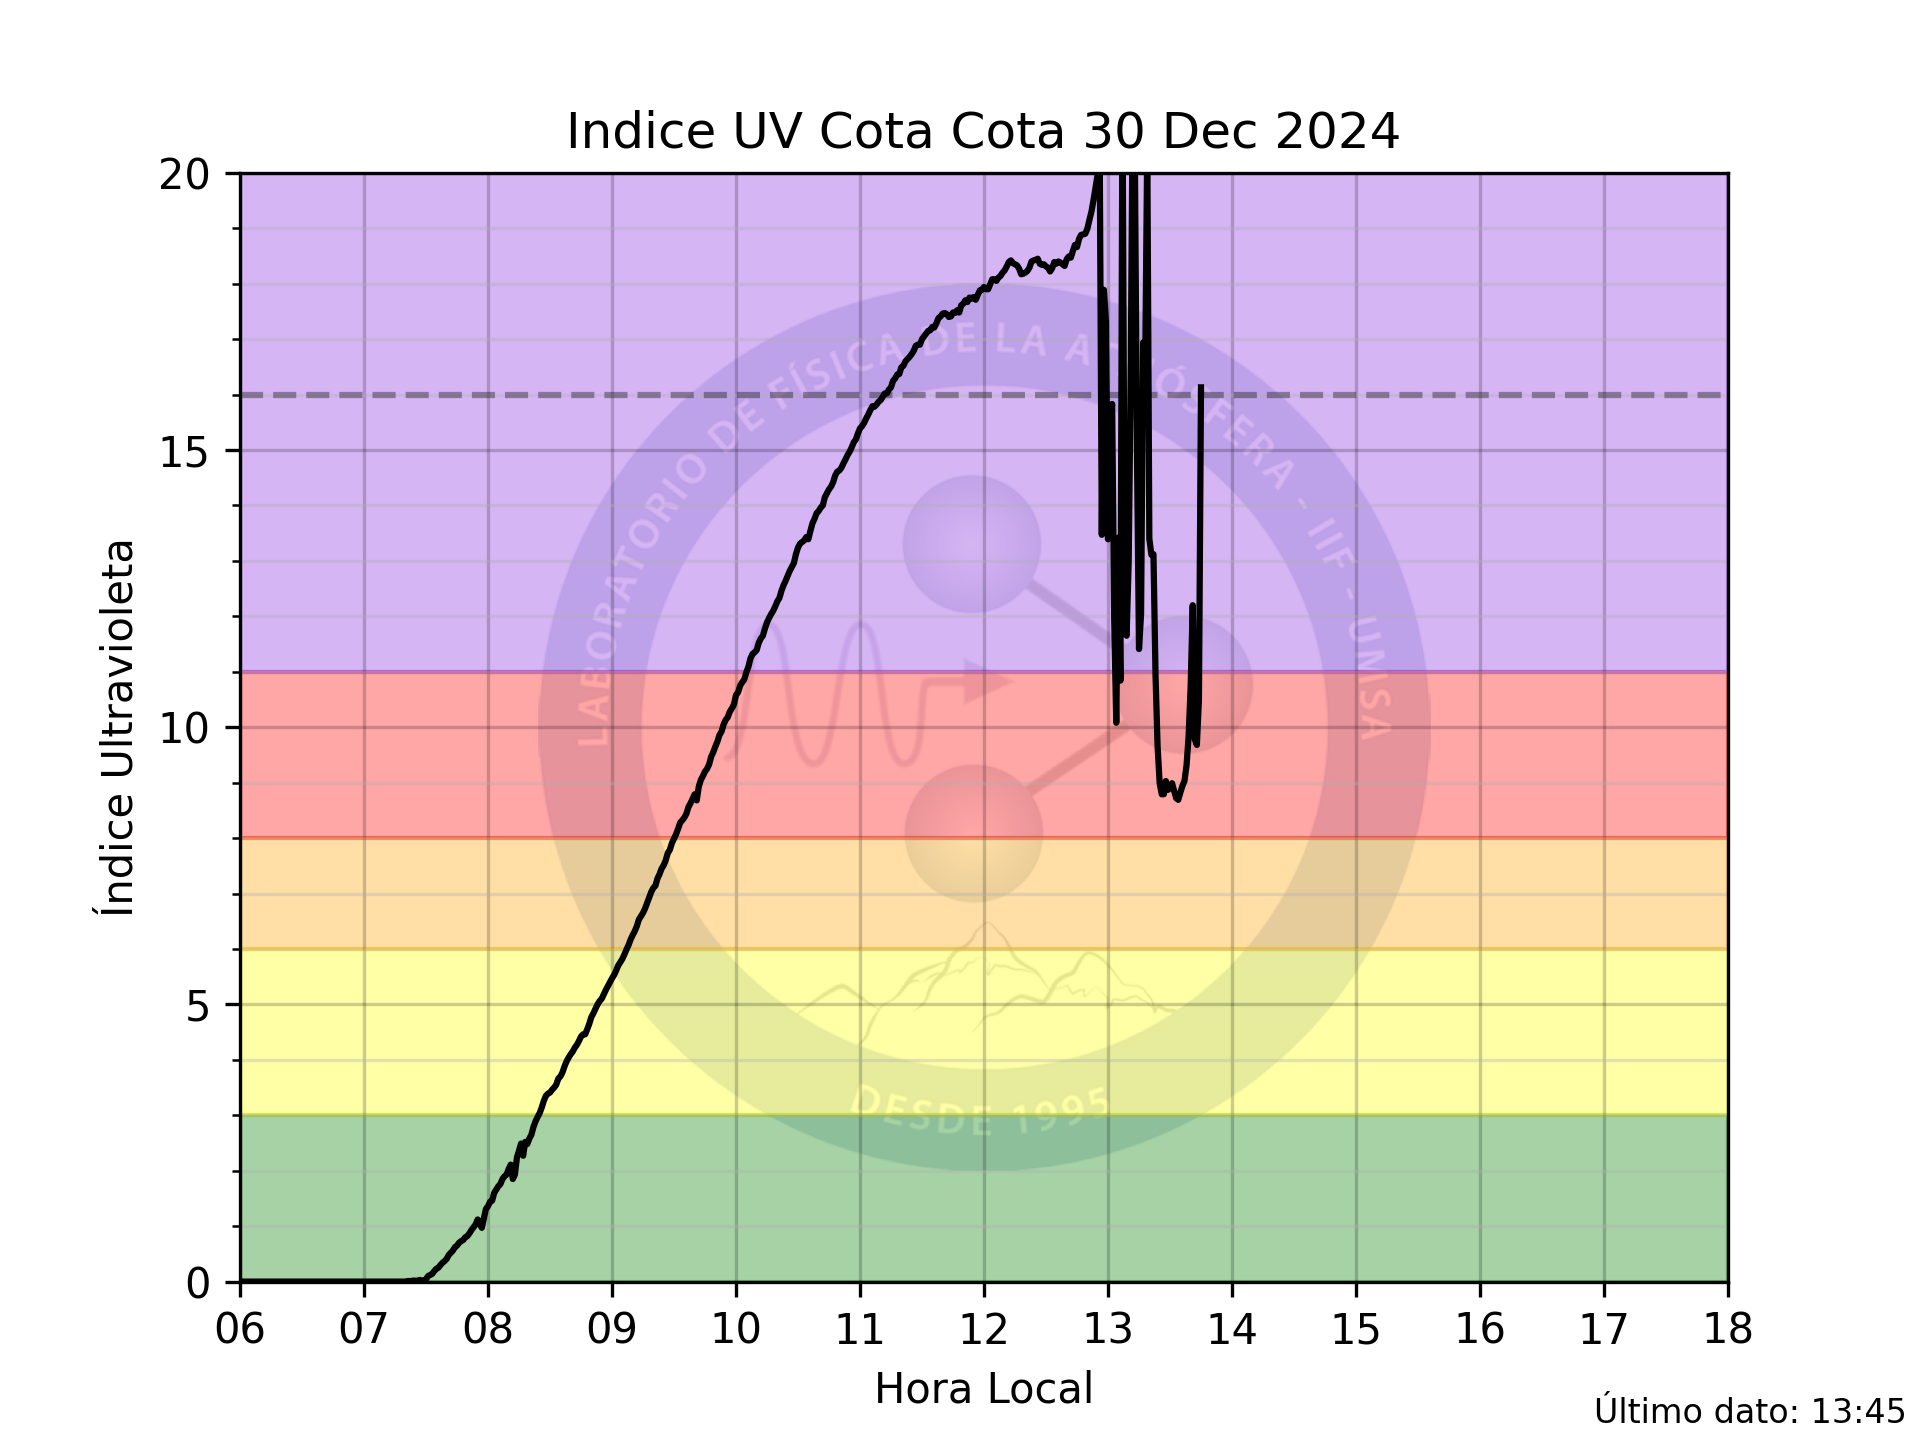 Indice UV Cota Cota 30 Dec 2024
20
15
10
5
0
Índice Ultravioleta
LABORATORIO DE FÍSICA DE LA ATMÓSFERA - IIF - UMSA
DESDE 1995
06 07 08 09 10 11 12 13 14 15 16 17 18
Hora Local
Último dato: 13:45